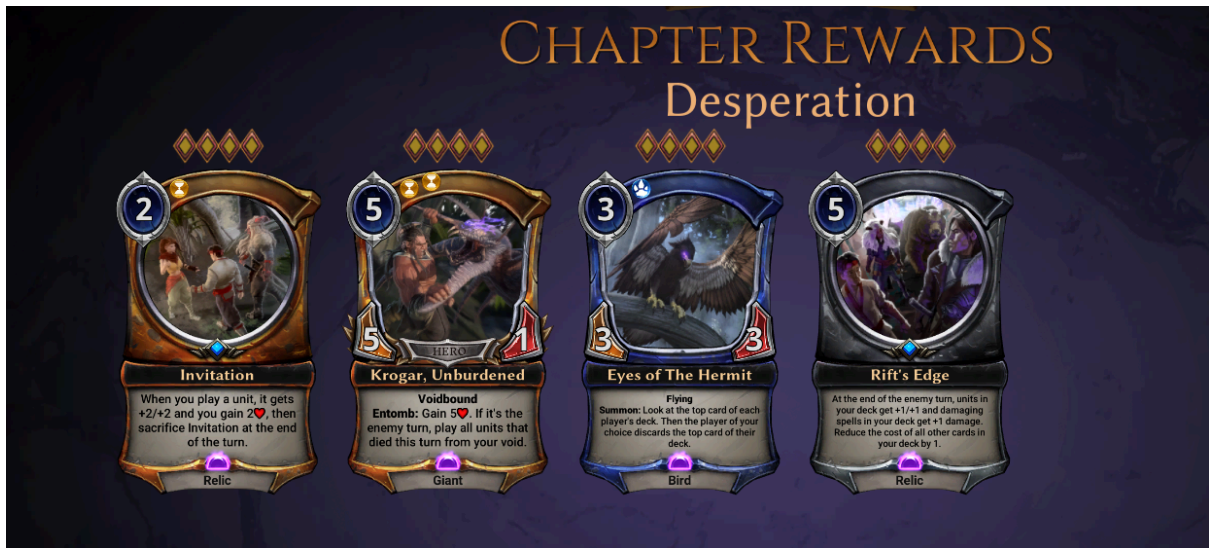 CHAPTER REWARDS
Desperation
2
Invitation
When you play a unit, it gets
+2/+2 and you gain 2, then
sacrifice Invitation at the end
of the turn.
Relic
5
5
HERO
1
Krogar, Unburdened
Voidbound
Entomb: Gain 5. If it's the
enemy turn, play all units that
died this turn from your void.
Giant
3
3
3
Eyes of The Hermit
Flying
Summon: Look at the top card of each
player's deck. Then the player of your
choice discards the top card of their
deck.
Bird
5
Rift's Edge
At the end of the enemy turn, units in
your deck get +1/+1 and damaging
spells in your deck get +1 damage.
Reduce the cost of all other cards in
your deck by 1.
Relic